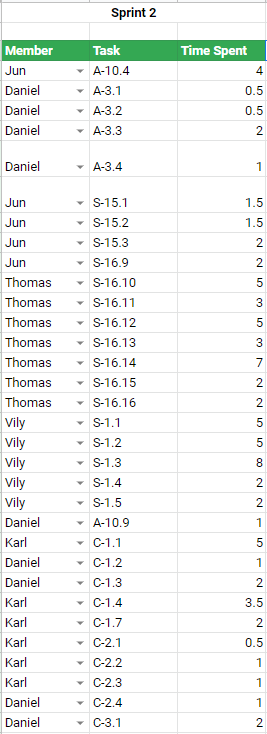 Sprint 2
Member Task Time Spent
Jun A-10.4 4
Daniel A-3.1 0.5
Daniel A-3.2 0.5
Daniel A-3.3 2
Daniel A-3.4 1
Jun S-15.1 1.5
Jun S-15.2 1.5
Jun S-15.3 2
Jun S-16.9 2
Thomas S-16.10 5
Thomas S-16.11 3
Thomas S-16.12 5
Thomas S-16.13 3
Thomas S-16.14 7
Thomas S-16.15 2
Thomas S-16.16 2
Vily S-1.1 5
Vily S-1.2 5
Vily S-1.3 8
Vily S-1.4 2
Vily S-1.5 2
Daniel A-10.9 1
Karl C-1.1 5
Daniel C-1.2 1
Daniel C-1.3 2
Karl C-1.4 3.5
Karl C-1.7 2
Karl C-2.1 0.5
Karl C-2.2 1
Karl C-2.3 1
Daniel C-2.4 1
Daniel C-3.1 2